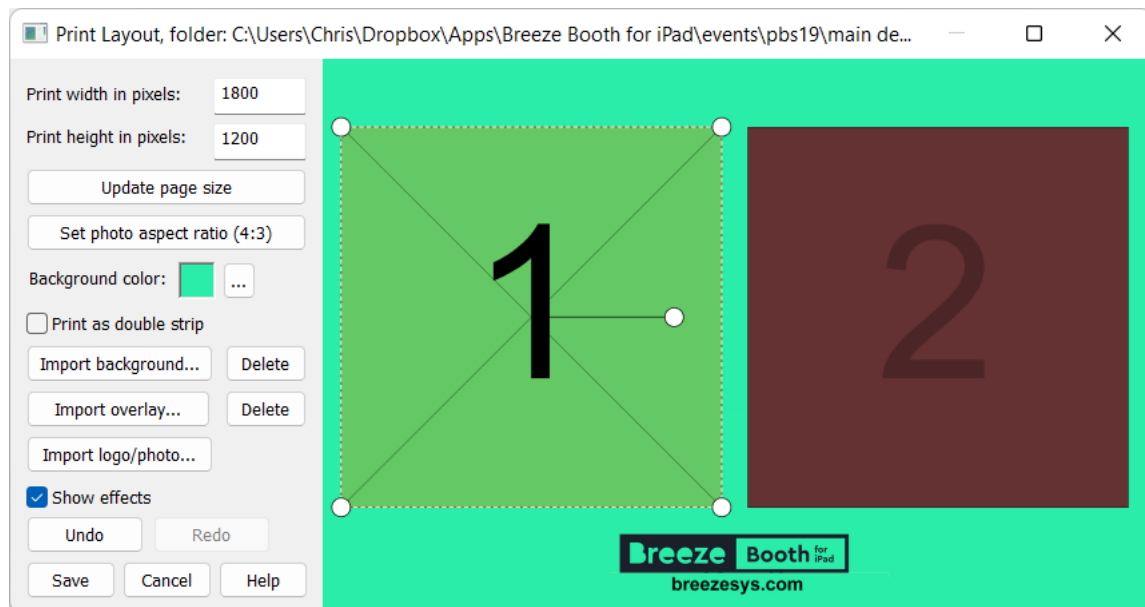 Print Layout, folder: C:\Users\Chris\Dropbox\Apps\Breeze Booth for iPad\events\pbs19\main de...
Print width in pixels: 1800
Print height in pixels: 1200
Update page size
Set photo aspect ratio (4:3)
Background color: ...
Print as double strip
Import background... Delete
Import overlay... Delete
Import logo/photo...
Show effects
Undo Redo
Save Cancel Help
1 2
Breeze Booth for iPad
breezesys.com